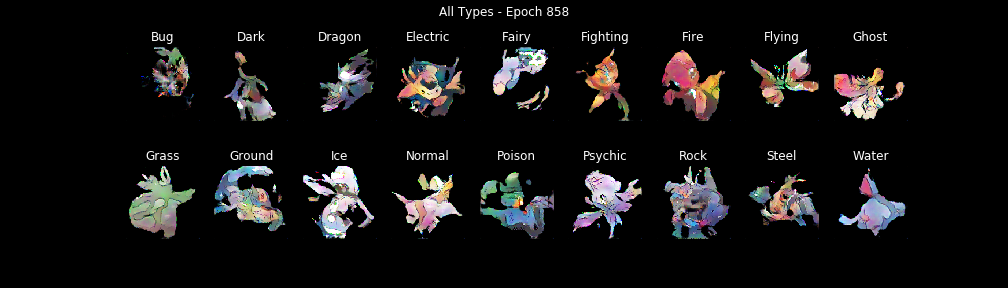 All Types - Epoch 858
Bug Dark Dragon Electric Fairy Fighting Fire Flying Ghost
Grass Ground Ice Normal Poison Psychic Rock Steel Water